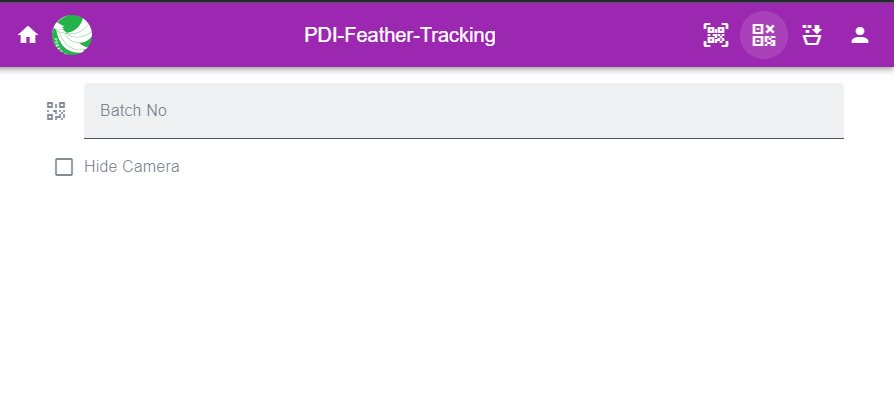 PDI-Feather-Tracking
Batch No
Hide Camera